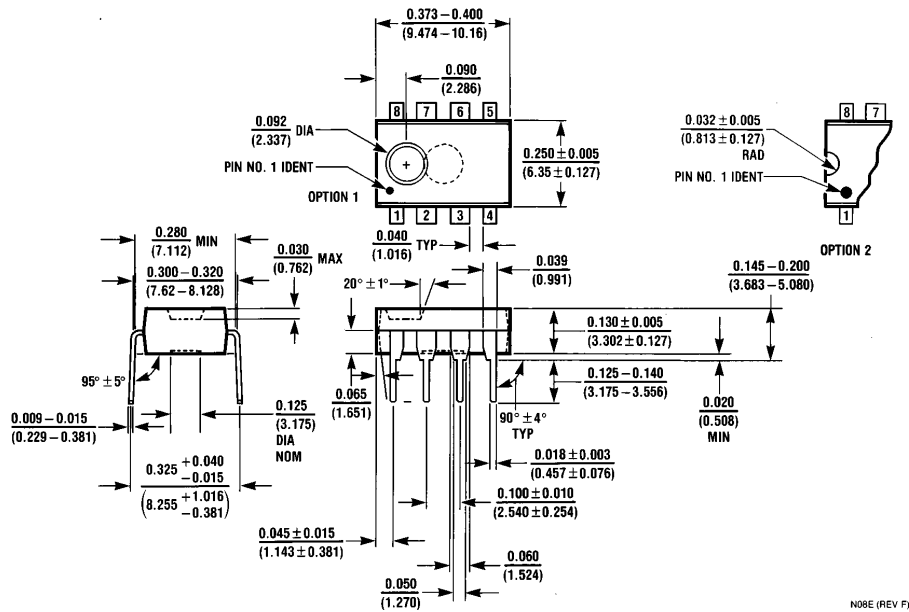 0.373 – 0.400
(9.474 – 10.16)
0.090
(2.286)
8 7 6 5
0.092 DIA
(2.337)
PIN NO. 1 IDENT
OPTION 1
0.250 ± 0.005
(6.35 ± 0.127)
1 2 3 4
0.032 ± 0.005
(0.813 ± 0.127)
RAD
PIN NO. 1 IDENT
8 7
1
OPTION 2
0.280 MIN
(7.112)
0.300 – 0.320
(7.62 – 8.128)
0.030 MAX
(0.762)
0.040 TYP
(1.016)
20° ± 1°
0.039
(0.991)
0.145 – 0.200
(3.683 – 5.080)
0.130 ± 0.005
(3.302 ± 0.127)
0.125 – 0.140
(3.175 – 3.556)
0.020
(0.508)
MIN
95° ± 5°
0.065
(1.651)
90° ± 4°
TYP
0.009 – 0.015
(0.229 – 0.381)
0.125
(3.175)
DIA
NOM
0.325 +0.040 –0.015
(8.255 +1.016 –0.381)
0.018 ± 0.003
(0.457 ± 0.076)
0.100 ± 0.010
(2.540 ± 0.254)
0.045 ± 0.015
(1.143 ± 0.381)
0.060
(1.524)
0.050
(1.270)
N08E (REV F)